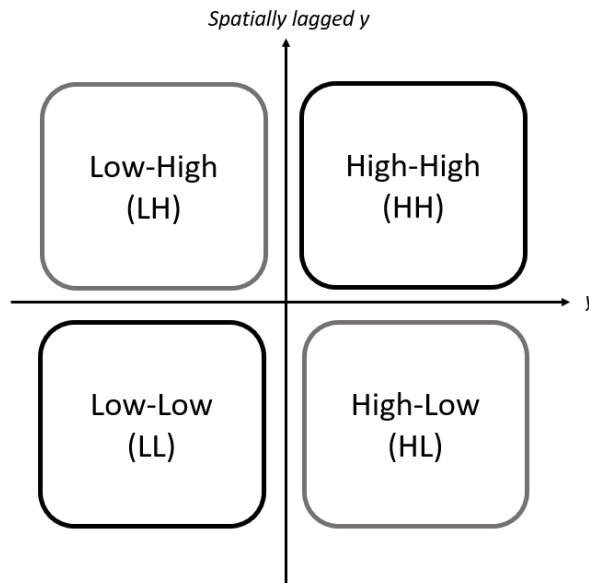 Spatially lagged y
Low-High
(LH)
High-High
(HH)
y
Low-Low
(LL)
High-Low
(HL)